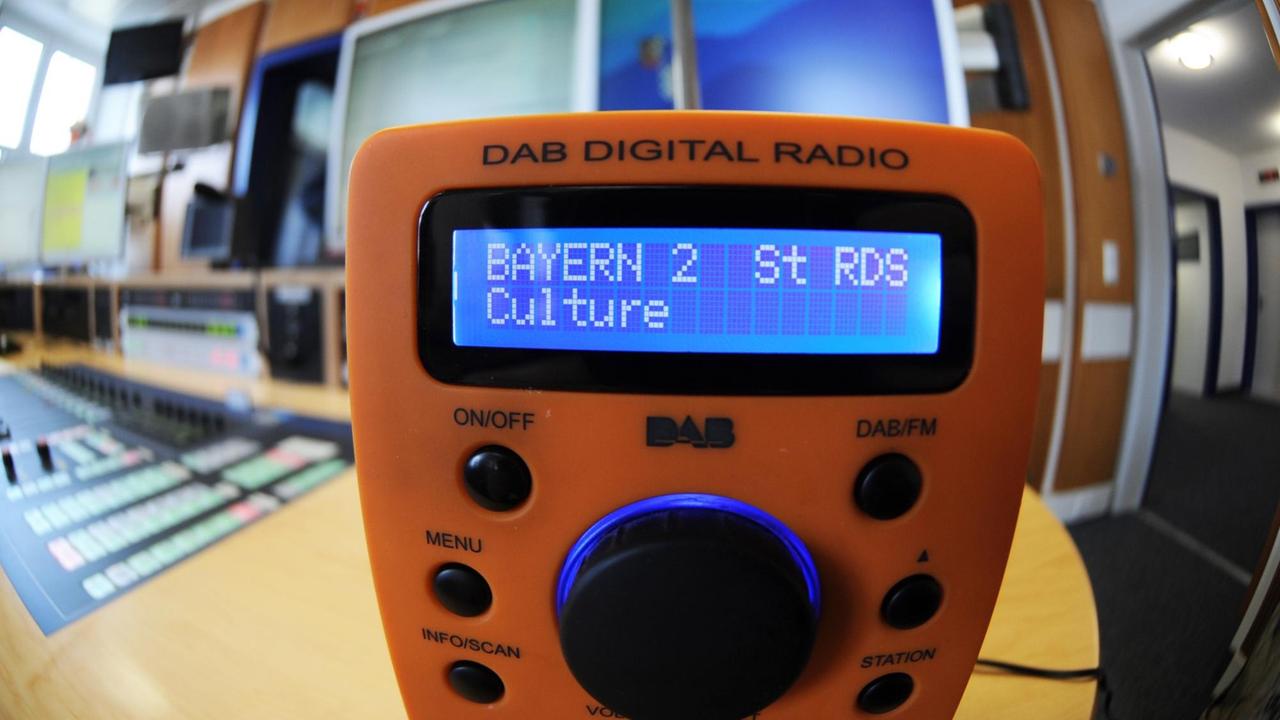 DAB DIGITAL RADIO
BAYERN 2 St RDS
Culture
ON/OFF
DAB
DAB/FM
MENU
▲
INFO/SCAN
STATION